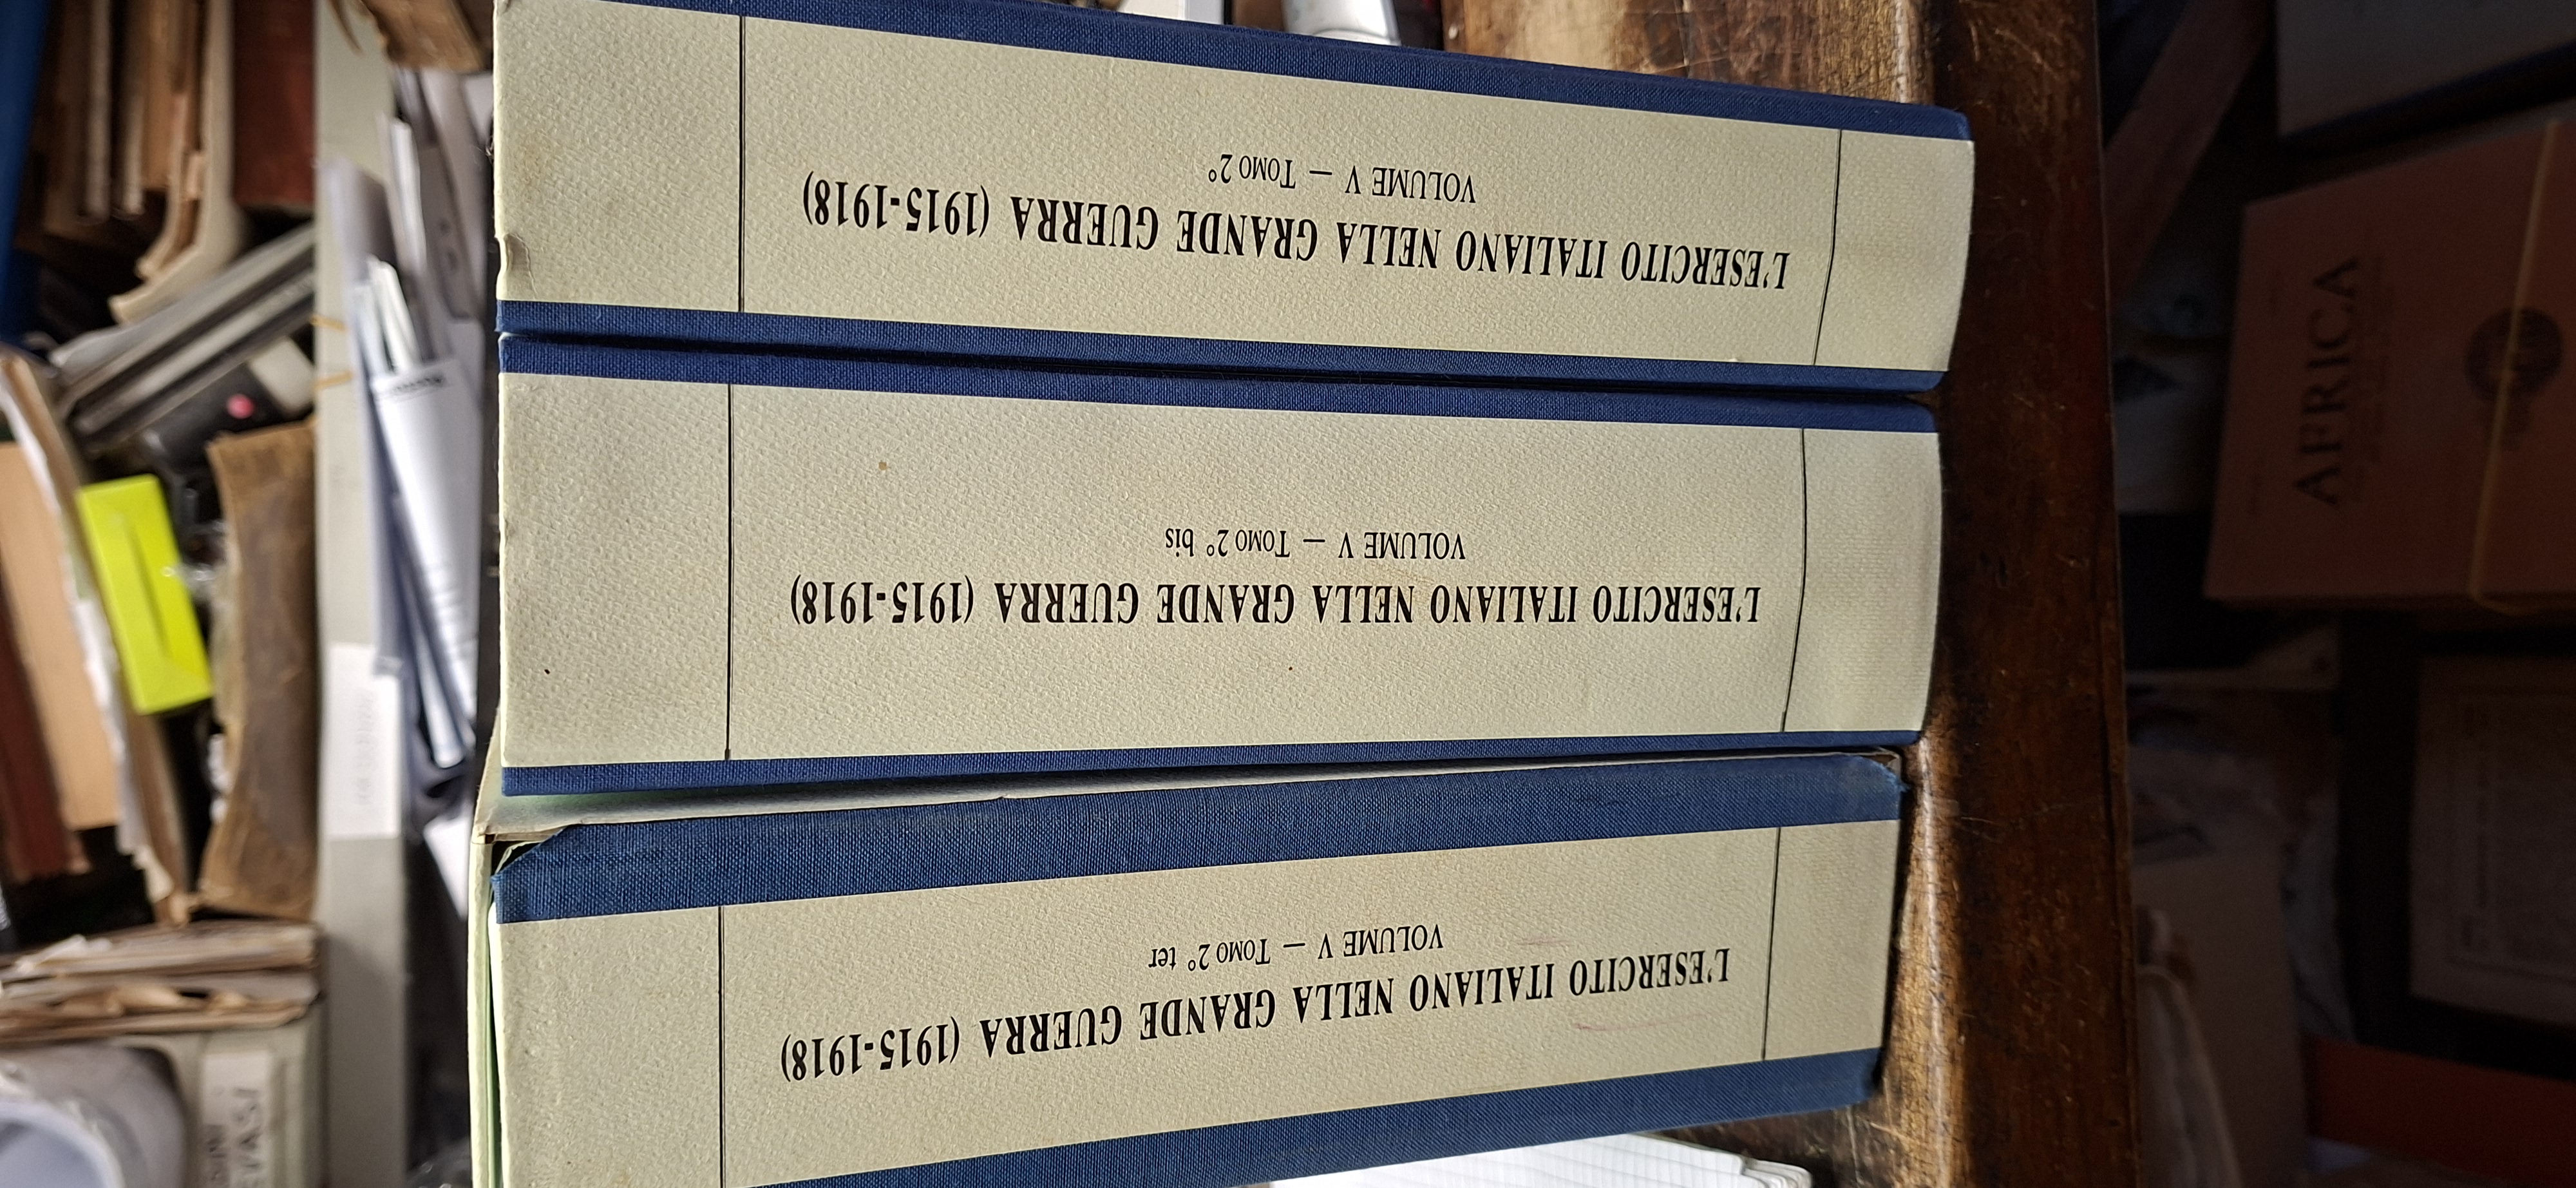 L'ESERCITO ITALIANO NELLA GRANDE GUERRA (1915-1918)
VOLUME V — TOMO 2°
L'ESERCITO ITALIANO NELLA GRANDE GUERRA (1915-1918)
VOLUME V — TOMO 2° bis
L'ESERCITO ITALIANO NELLA GRANDE GUERRA (1915-1918)
VOLUME V — TOMO 2° ter
AFRICA